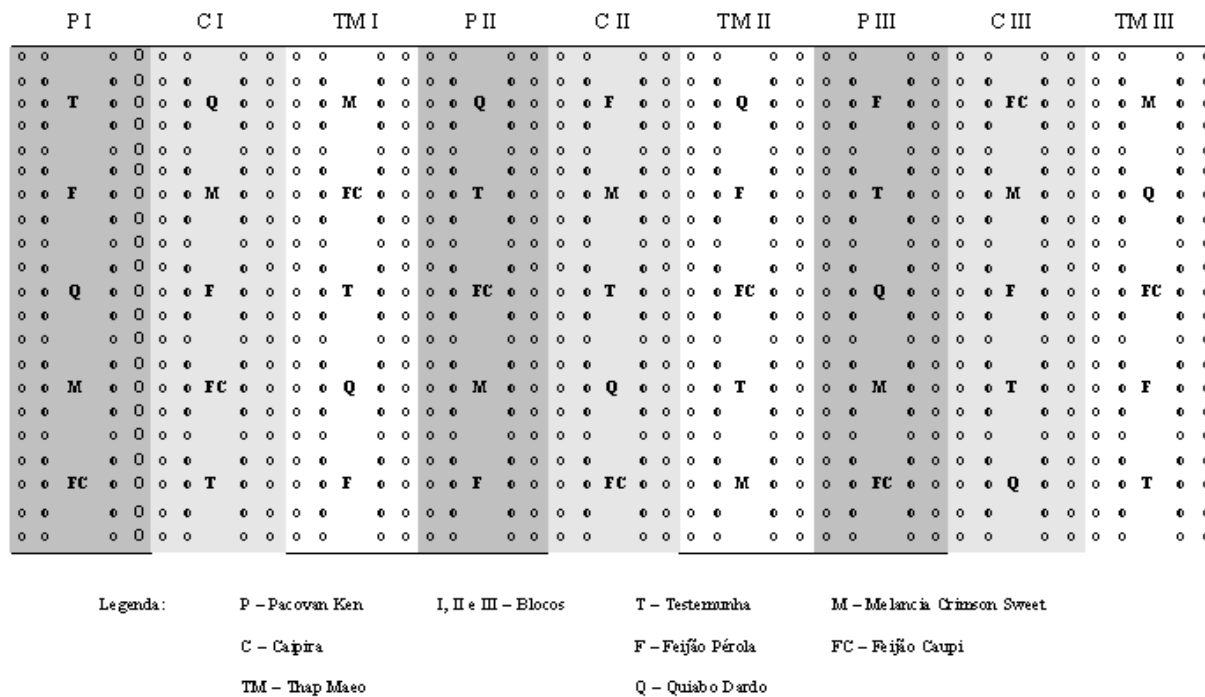 P I C I TM I P II C II TM II P III C III TM III
T Q M Q F Q F FC M
F M FC T M F T M Q
Q F T FC T FC Q F FC
M FC Q M Q T M T F
FC T F F FC M FC Q T
Legenda: P – Pacovan Ken I, II e III – Blocos T – Testemunha M – Melancia Crimson Sweet
C – Caipira F – Feijão Pérola FC – Feijão Caupi
TM – Thap Maeo Q – Quiabo Dardo